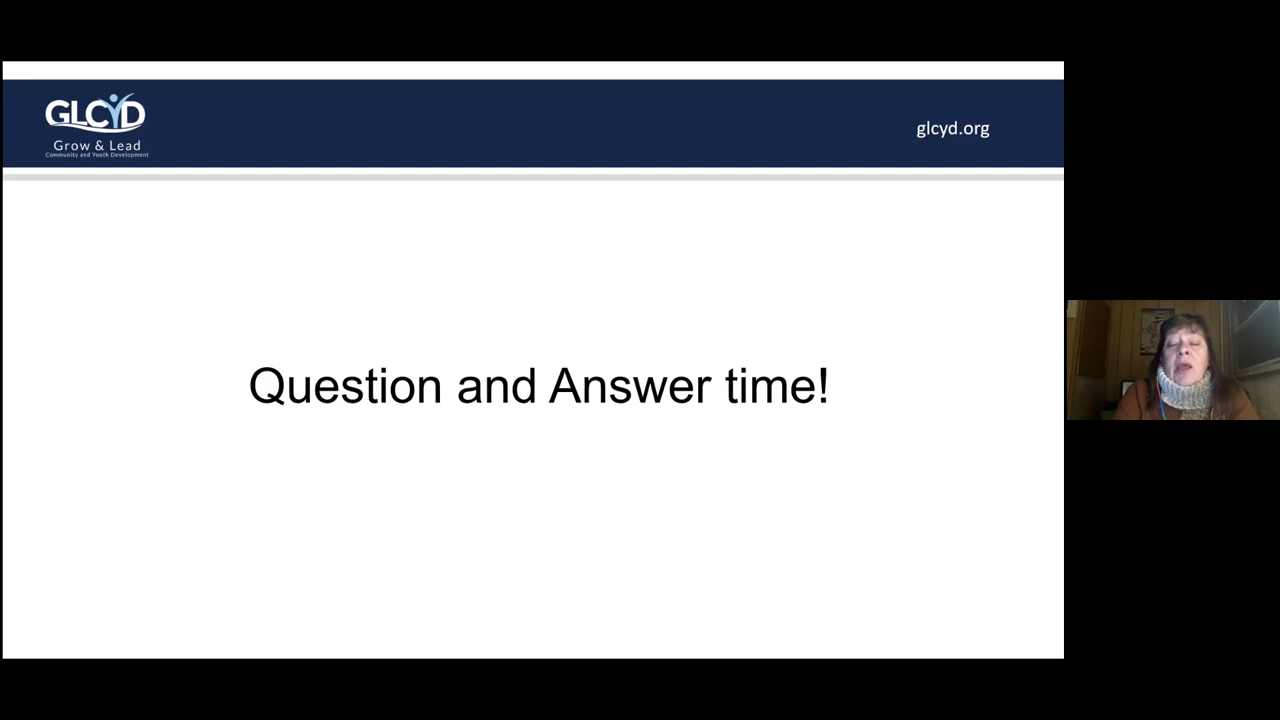 GLCYD
Grow & Lead
Community and Youth Development
glcyd.org
Question and Answer time!